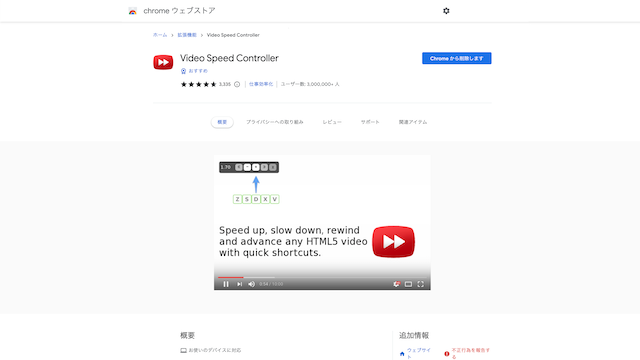 chrome ウェブストア
ホーム › 拡張機能 › Video Speed Controller
Video Speed Controller
Chrome から削除します
おすすめ
3,335 仕事効率化 ユーザー数: 3,000,000+ 人
概要 プライバシーへの取り組み レビュー サポート 関連アイテム
1.70
Z S D X V
Speed up, slow down, rewind
and advance any HTML5 video
with quick shortcuts.
概要
追加情報
お使いのデバイスに対応
ウェブサイ
ト
不正行為を報告す
る